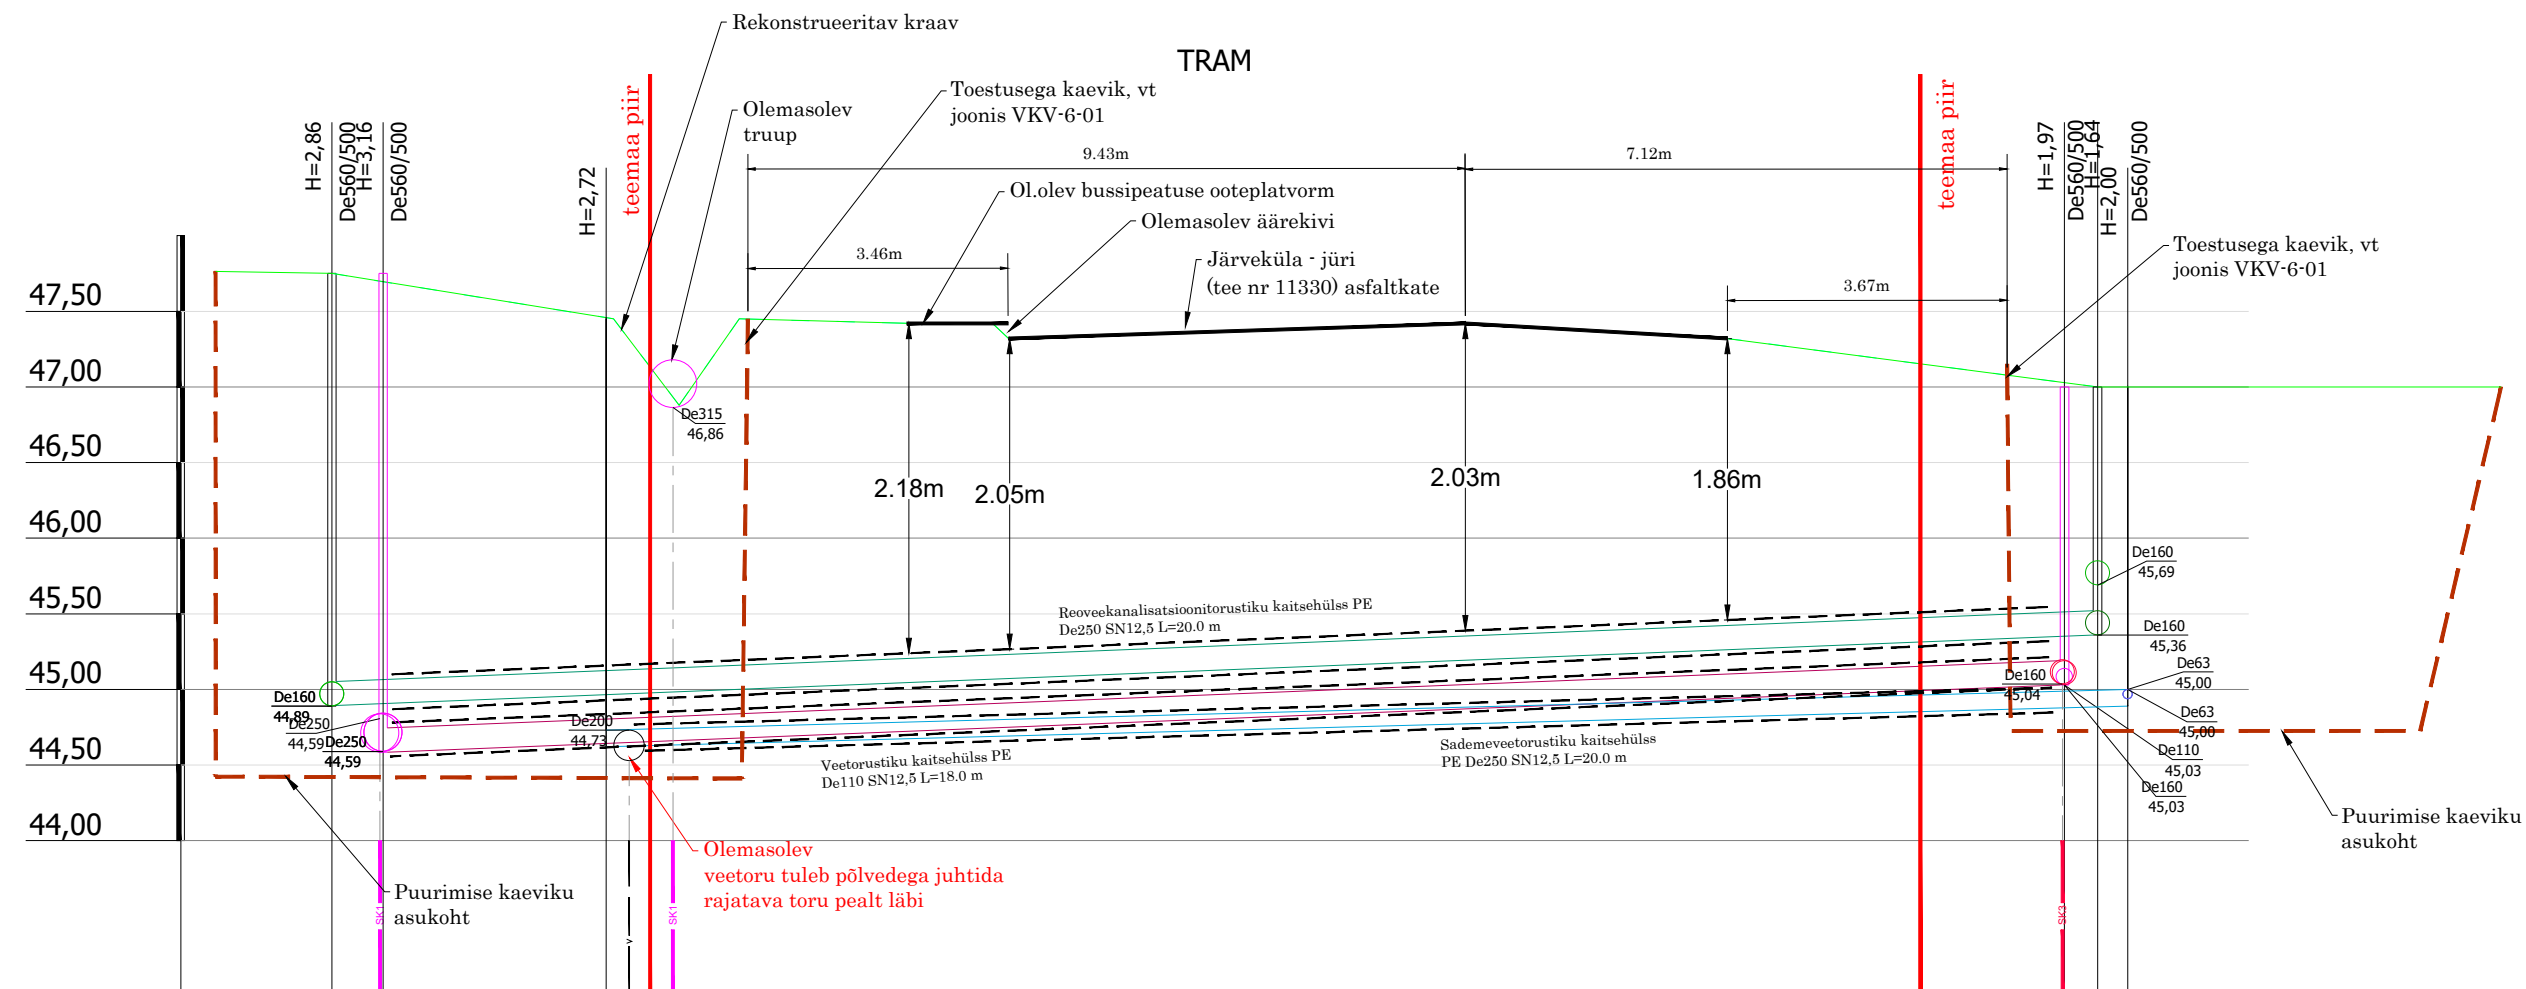 Rekonstrueeritav kraav
TRAM
teemaa piir
Toestusega kaevik, vt
joonis VKV-6-01
Olemasolev
truup
teemaa piir
H=2,86
De560/500
H=3,16
De560/500
H=2,72
9.43m
7.12m
H=1,97
De560/500
H=1,64
H=2,00
De560/500
Ol.olev bussipeatuse ooteplatvorm
Olemasolev äärekivi
3.46m
Järveküla - jüri
(tee nr 11330) asfaltkate
Toestusega kaevik, vt
joonis VKV-6-01
3.67m
47,50
47,00
46,50
46,00
45,50
45,00
44,50
44,00
De315
46,86
2.18m
2.05m
2.03m
1.86m
De160
45,69
Reoveekanalisatsioonitorustiku kaitsehülss PE
De250 SN12,5 L=20.0 m
De160
45,36
De63
45,00
De160
45,04
De160
44,89
De250
44,59
De250
44,59
De200
44,73
De63
45,00
De110
45,03
De160
45,03
Veetorustiku kaitsehülss PE
De110 SN12,5 L=18.0 m
Sademeveetorustiku kaitsehülss
PE De250 SN12,5 L=20.0 m
Puurimise kaeviku
asukoht
Olemasolev
veetoru tuleb põlvedega juhtida
rajatava toru pealt läbi
Puurimise kaeviku
asukoht
SK1
V
SK1
SK3